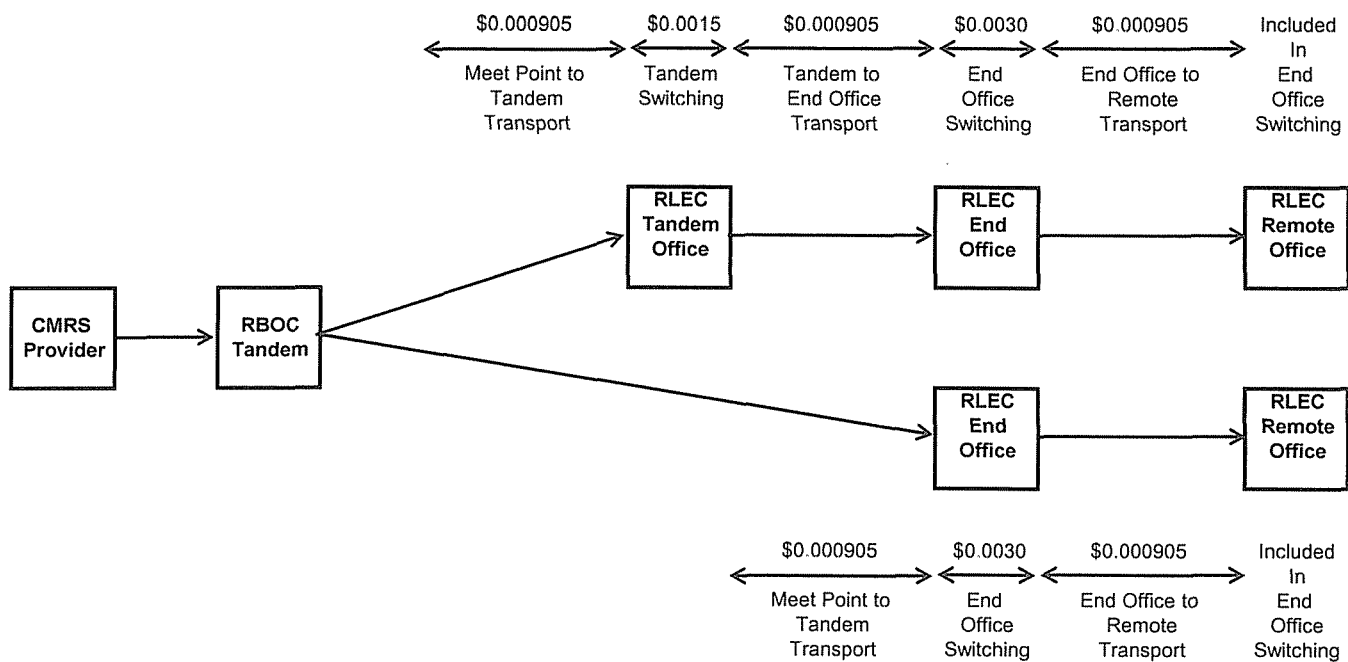 $0.000905 $0.0015 $0.000905 $0.0030 $0.000905 Included
In
End
Office
Switching
Meet Point to
Tandem
Transport
Tandem
Switching
Tandem to
End Office
Transport
End
Office
Switching
End Office to
Remote
Transport
RLEC
Tandem
Office
RLEC
End
Office
RLEC
Remote
Office
CMRS
Provider
RBOC
Tandem
RLEC
End
Office
RLEC
Remote
Office
$0.000905 $0.0030 $0.000905 Included
In
End
Office
Switching
Meet Point to
Tandem
Transport
End
Office
Switching
End Office to
Remote
Transport